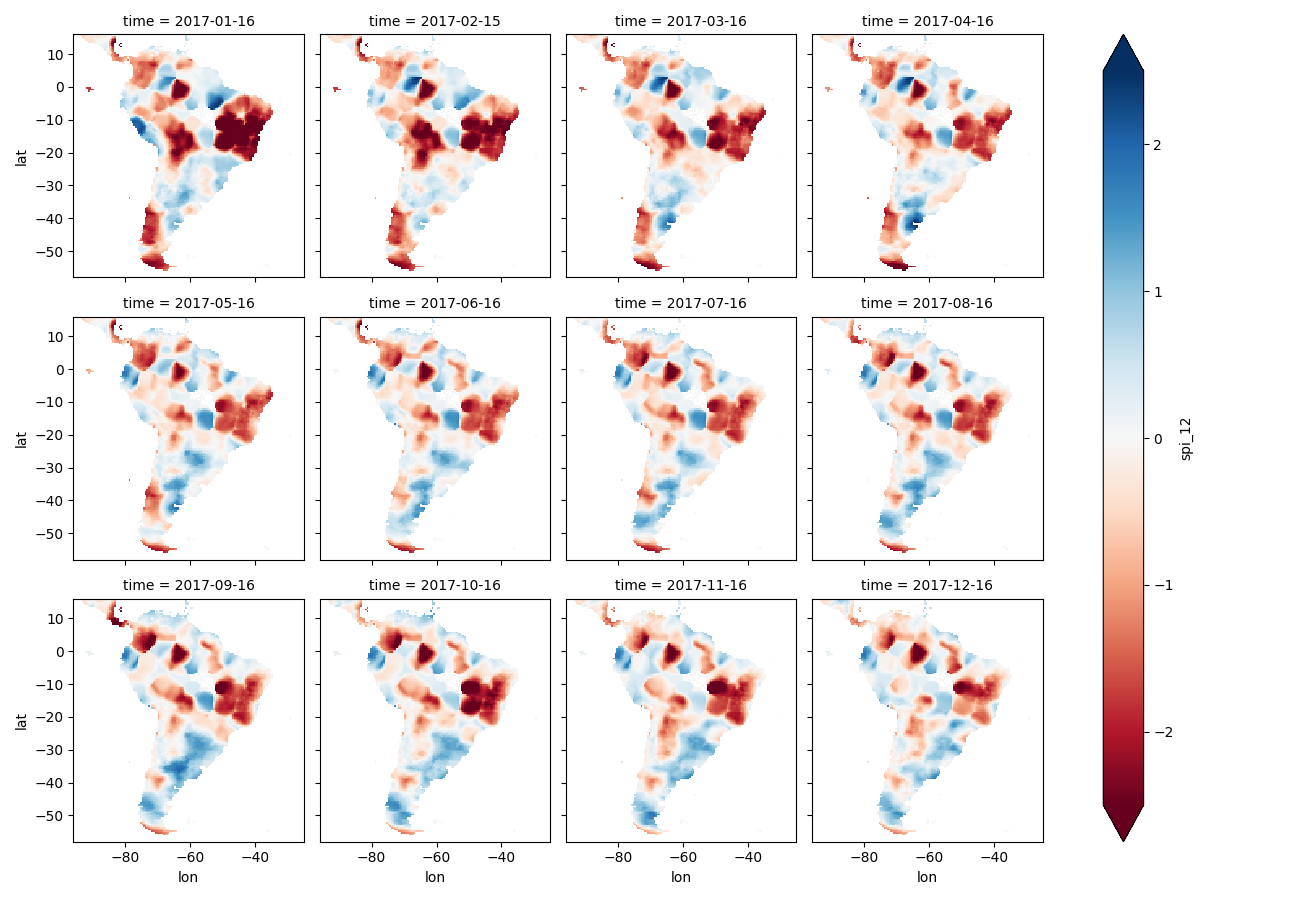 time = 2017-01-16
time = 2017-02-15
time = 2017-03-16
time = 2017-04-16
10
0
−10
−20
−30
−40
−50
lat
−80
−60
−40
time = 2017-05-16
time = 2017-06-16
time = 2017-07-16
time = 2017-08-16
10
0
−10
−20
−30
−40
−50
lat
time = 2017-09-16
time = 2017-10-16
time = 2017-11-16
time = 2017-12-16
10
0
−10
−20
−30
−40
−50
lat
−80
−60
−40
lon
−80
−60
−40
lon
−80
−60
−40
lon
−80
−60
−40
lon
2
1
0
−1
−2
spi_12